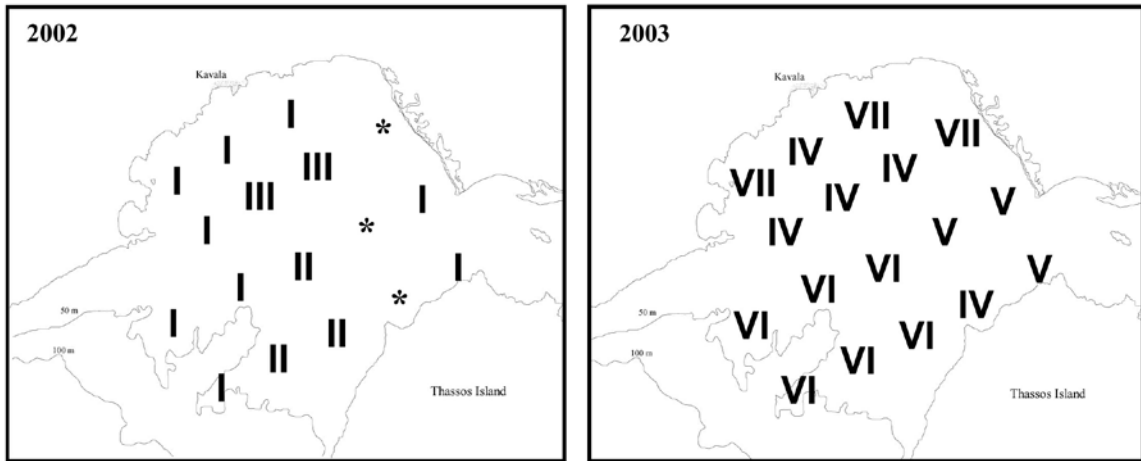 2002
Kavala
I
*
I
III
I
III
I
*
I
II
I
I
*
50 m
I
II
100 m
II
I
Thassos Island
2003
Kavala
VII
VII
IV
IV
VII
IV
V
IV
V
VI
V
VI
IV
50 m
VI
VI
100 m
VI
VI
Thassos Island